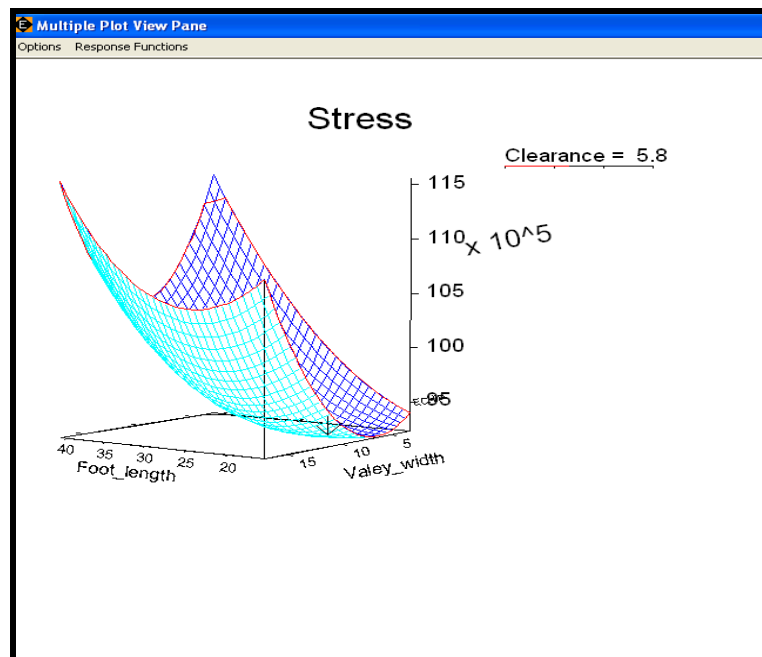 Multiple Plot View Pane
Options Response Functions
Stress
Clearance = 5.8
115
110
x 10^5
105
100
95
40 35 30 25 20
Foot_length
15 10 5
Valey_width